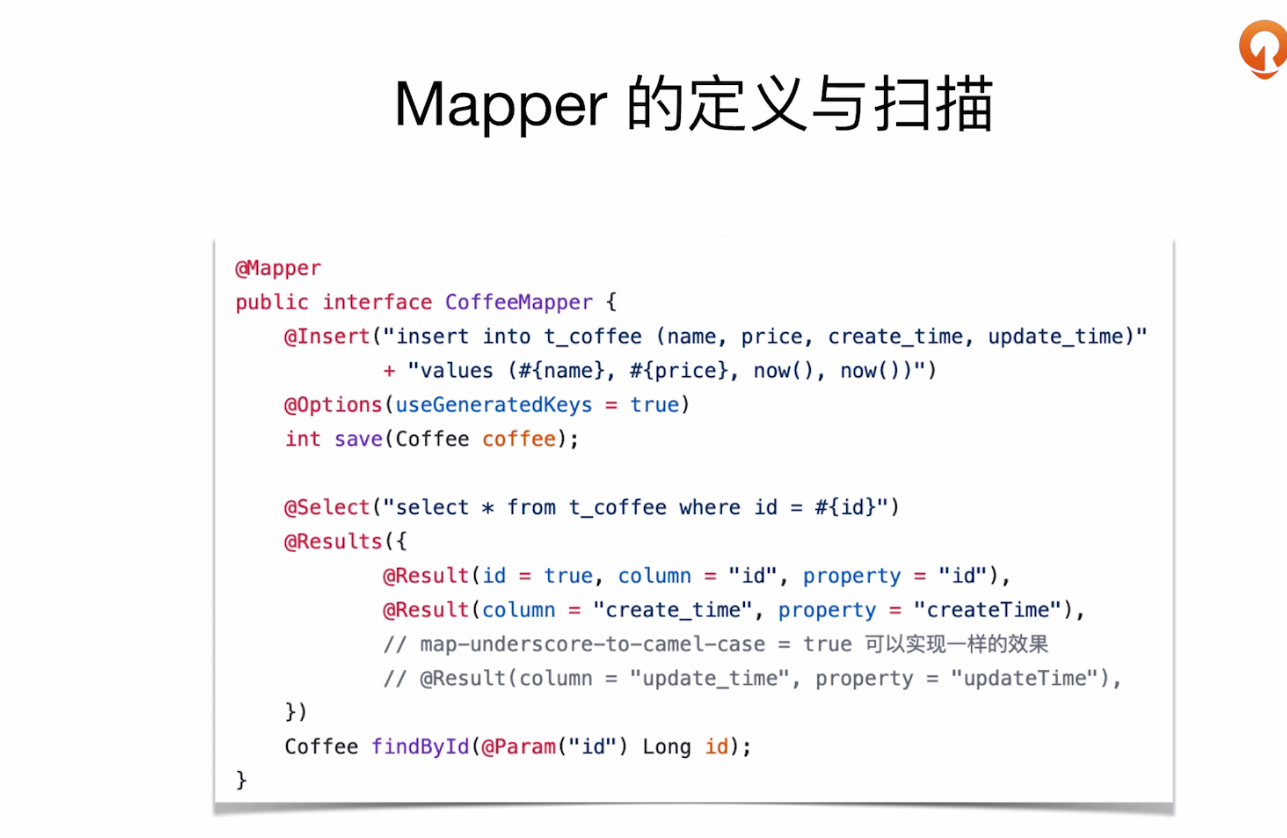 Mapper 的定义与扫描
@Mapper
public interface CoffeeMapper {
    @Insert("insert into t_coffee (name, price, create_time, update_time)"
            + "values (#{name}, #{price}, now(), now())")
    @Options(useGeneratedKeys = true)
    int save(Coffee coffee);
    @Select("select * from t_coffee where id = #{id}")
    @Results({
            @Result(id = true, column = "id", property = "id"),
            @Result(column = "create_time", property = "createTime"),
            // map-underscore-to-camel-case = true 可以实现一样的效果
            // @Result(column = "update_time", property = "updateTime"),
    })
    Coffee findById(@Param("id") Long id);
}